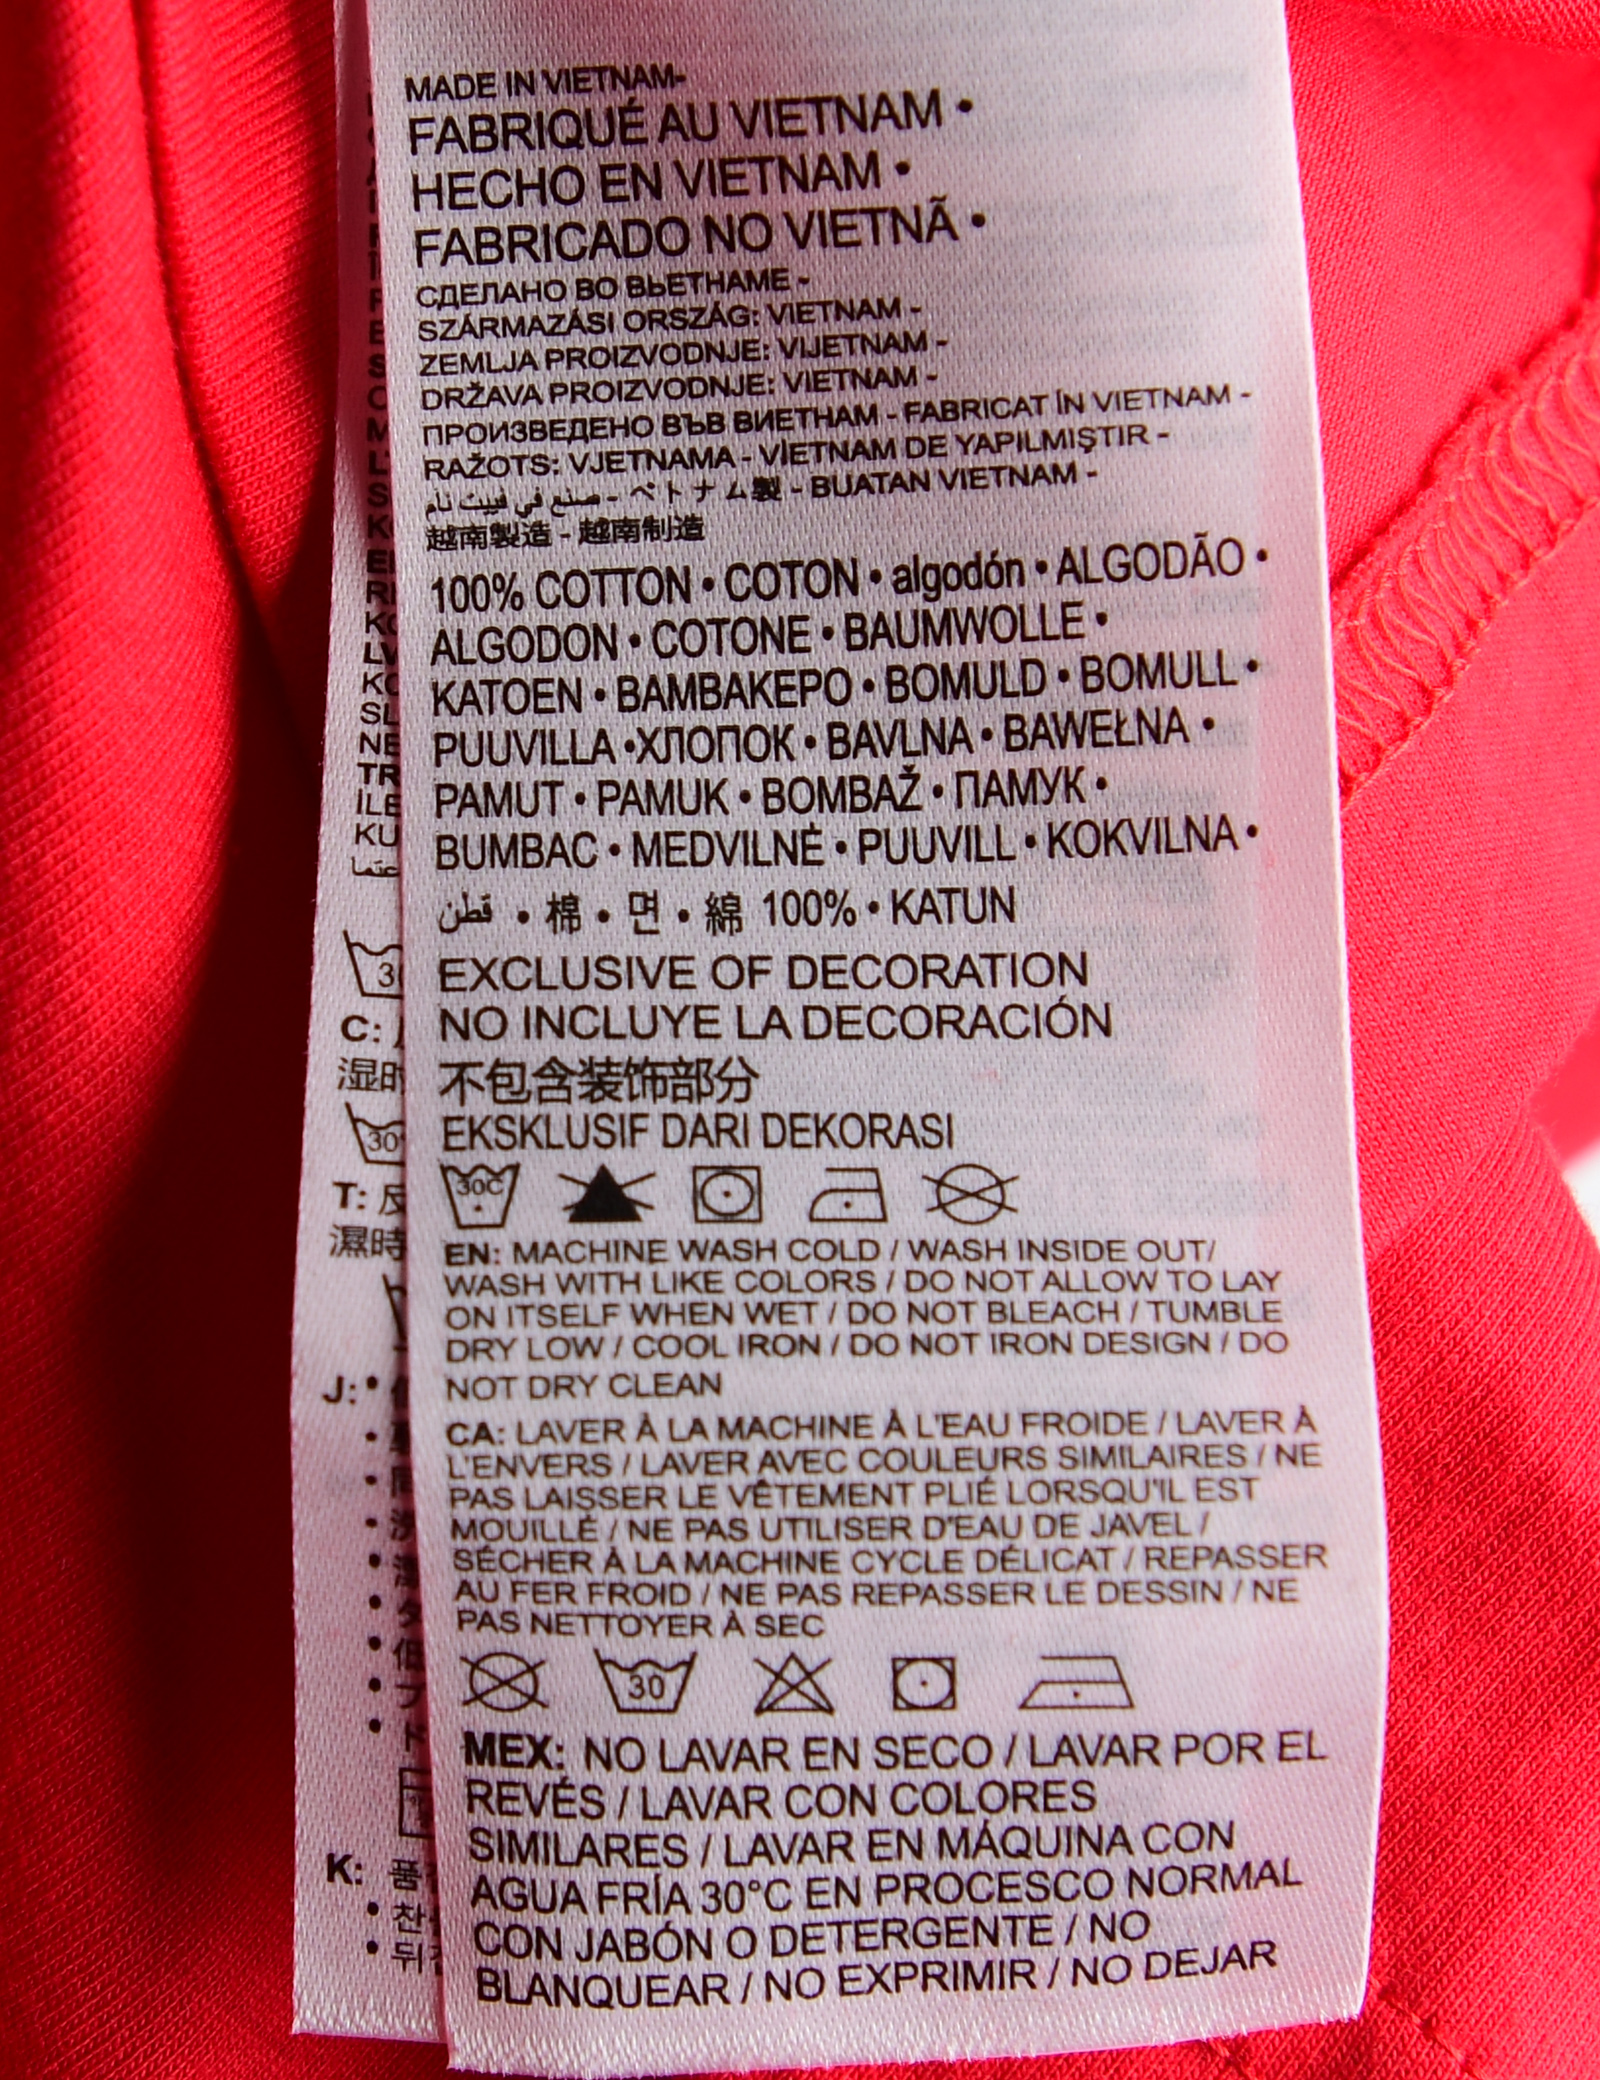 MADE IN VIETNAM-
FABRIQUÉ AU VIETNAM •
HECHO EN VIETNAM •
FABRICADO NO VIETNÃ •
СДЕЛАНО ВО ВЬЕТНАМЕ -
SZÁRMAZÁSI ORSZÁG: VIETNAM -
ZEMLJA PROIZVODNJE: VIJETNAM -
DRŽAVA PROIZVODNJE: VIETNAM -
ПРОИЗВЕДЕНО ВЪВ ВИЕТНАМ - FABRICAT ÎN VIETNAM -
RAŽOTS: VJETNAMA - VİETNAM DE YAPILMIŞTIR -
صنع في فييت نام - ベトナム製 - BUATAN VIETNAM -
越南製造 - 越南制造
100% COTTON • COTON • algodón • ALGODÃO •
ALGODON • COTONE • BAUMWOLLE •
KATOEN • ΒΑΜΒΑΚΕΡΟ • BOMULD • BOMULL •
PUUVILLA •ХЛОПОК • BAVLNA • BAWEŁNA •
PAMUT • PAMUK • BOMBAŽ • ПАМУК •
BUMBAC • MEDVILNĖ • PUUVILL • KOKVILNA •
قطن • 棉 • 면 • 綿 100% • KATUN
EXCLUSIVE OF DECORATION
NO INCLUYE LA DECORACIÓN
不包含装饰部分
EKSKLUSIF DARI DEKORASI
30C
EN: MACHINE WASH COLD / WASH INSIDE OUT/
WASH WITH LIKE COLORS / DO NOT ALLOW TO LAY
ON ITSELF WHEN WET / DO NOT BLEACH / TUMBLE
DRY LOW / COOL IRON / DO NOT IRON DESIGN / DO
NOT DRY CLEAN
CA: LAVER À LA MACHINE À L'EAU FROIDE / LAVER À
L'ENVERS / LAVER AVEC COULEURS SIMILAIRES / NE
PAS LAISSER LE VÊTEMENT PLIÉ LORSQU'IL EST
MOUILLÉ / NE PAS UTILISER D'EAU DE JAVEL /
SÉCHER À LA MACHINE CYCLE DÉLICAT / REPASSER
AU FER FROID / NE PAS REPASSER LE DESSIN / NE
PAS NETTOYER À SEC
30
MEX: NO LAVAR EN SECO / LAVAR POR EL
REVÉS / LAVAR CON COLORES
SIMILARES / LAVAR EN MÁQUINA CON
AGUA FRÍA 30°C EN PROCESCO NORMAL
CON JABÓN O DETERGENTE / NO
BLANQUEAR / NO EXPRIMIR / NO DEJAR
C:
湿时
30
T: 反
濕時
J: •
K: 품